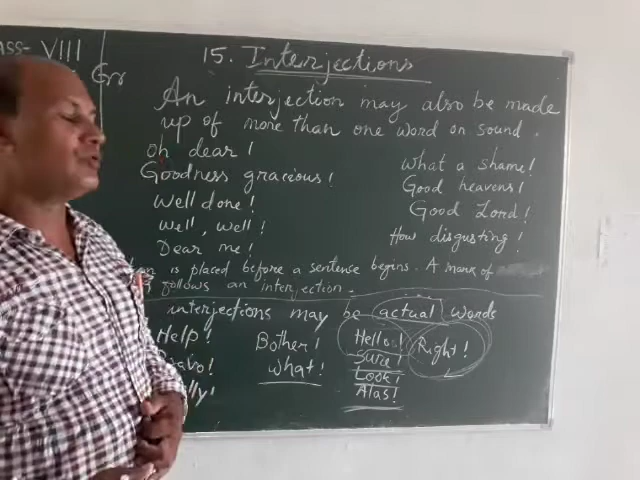 ASS- VIII
Gr
15. Interjections
An interjection may also be made
up of more than one word on sound.
oh dear!
Goodness gracious!
Well done!
Well, well!
Dear me!
What a shame!
Good heavens!
Good Lord!
How disgusting!
is placed before a sentence begins. A mark of
follows an interjection.
interjections may be actual words
Help!
Bother!
What!
Hello!
Sure!
Look!
Alas!
Right!